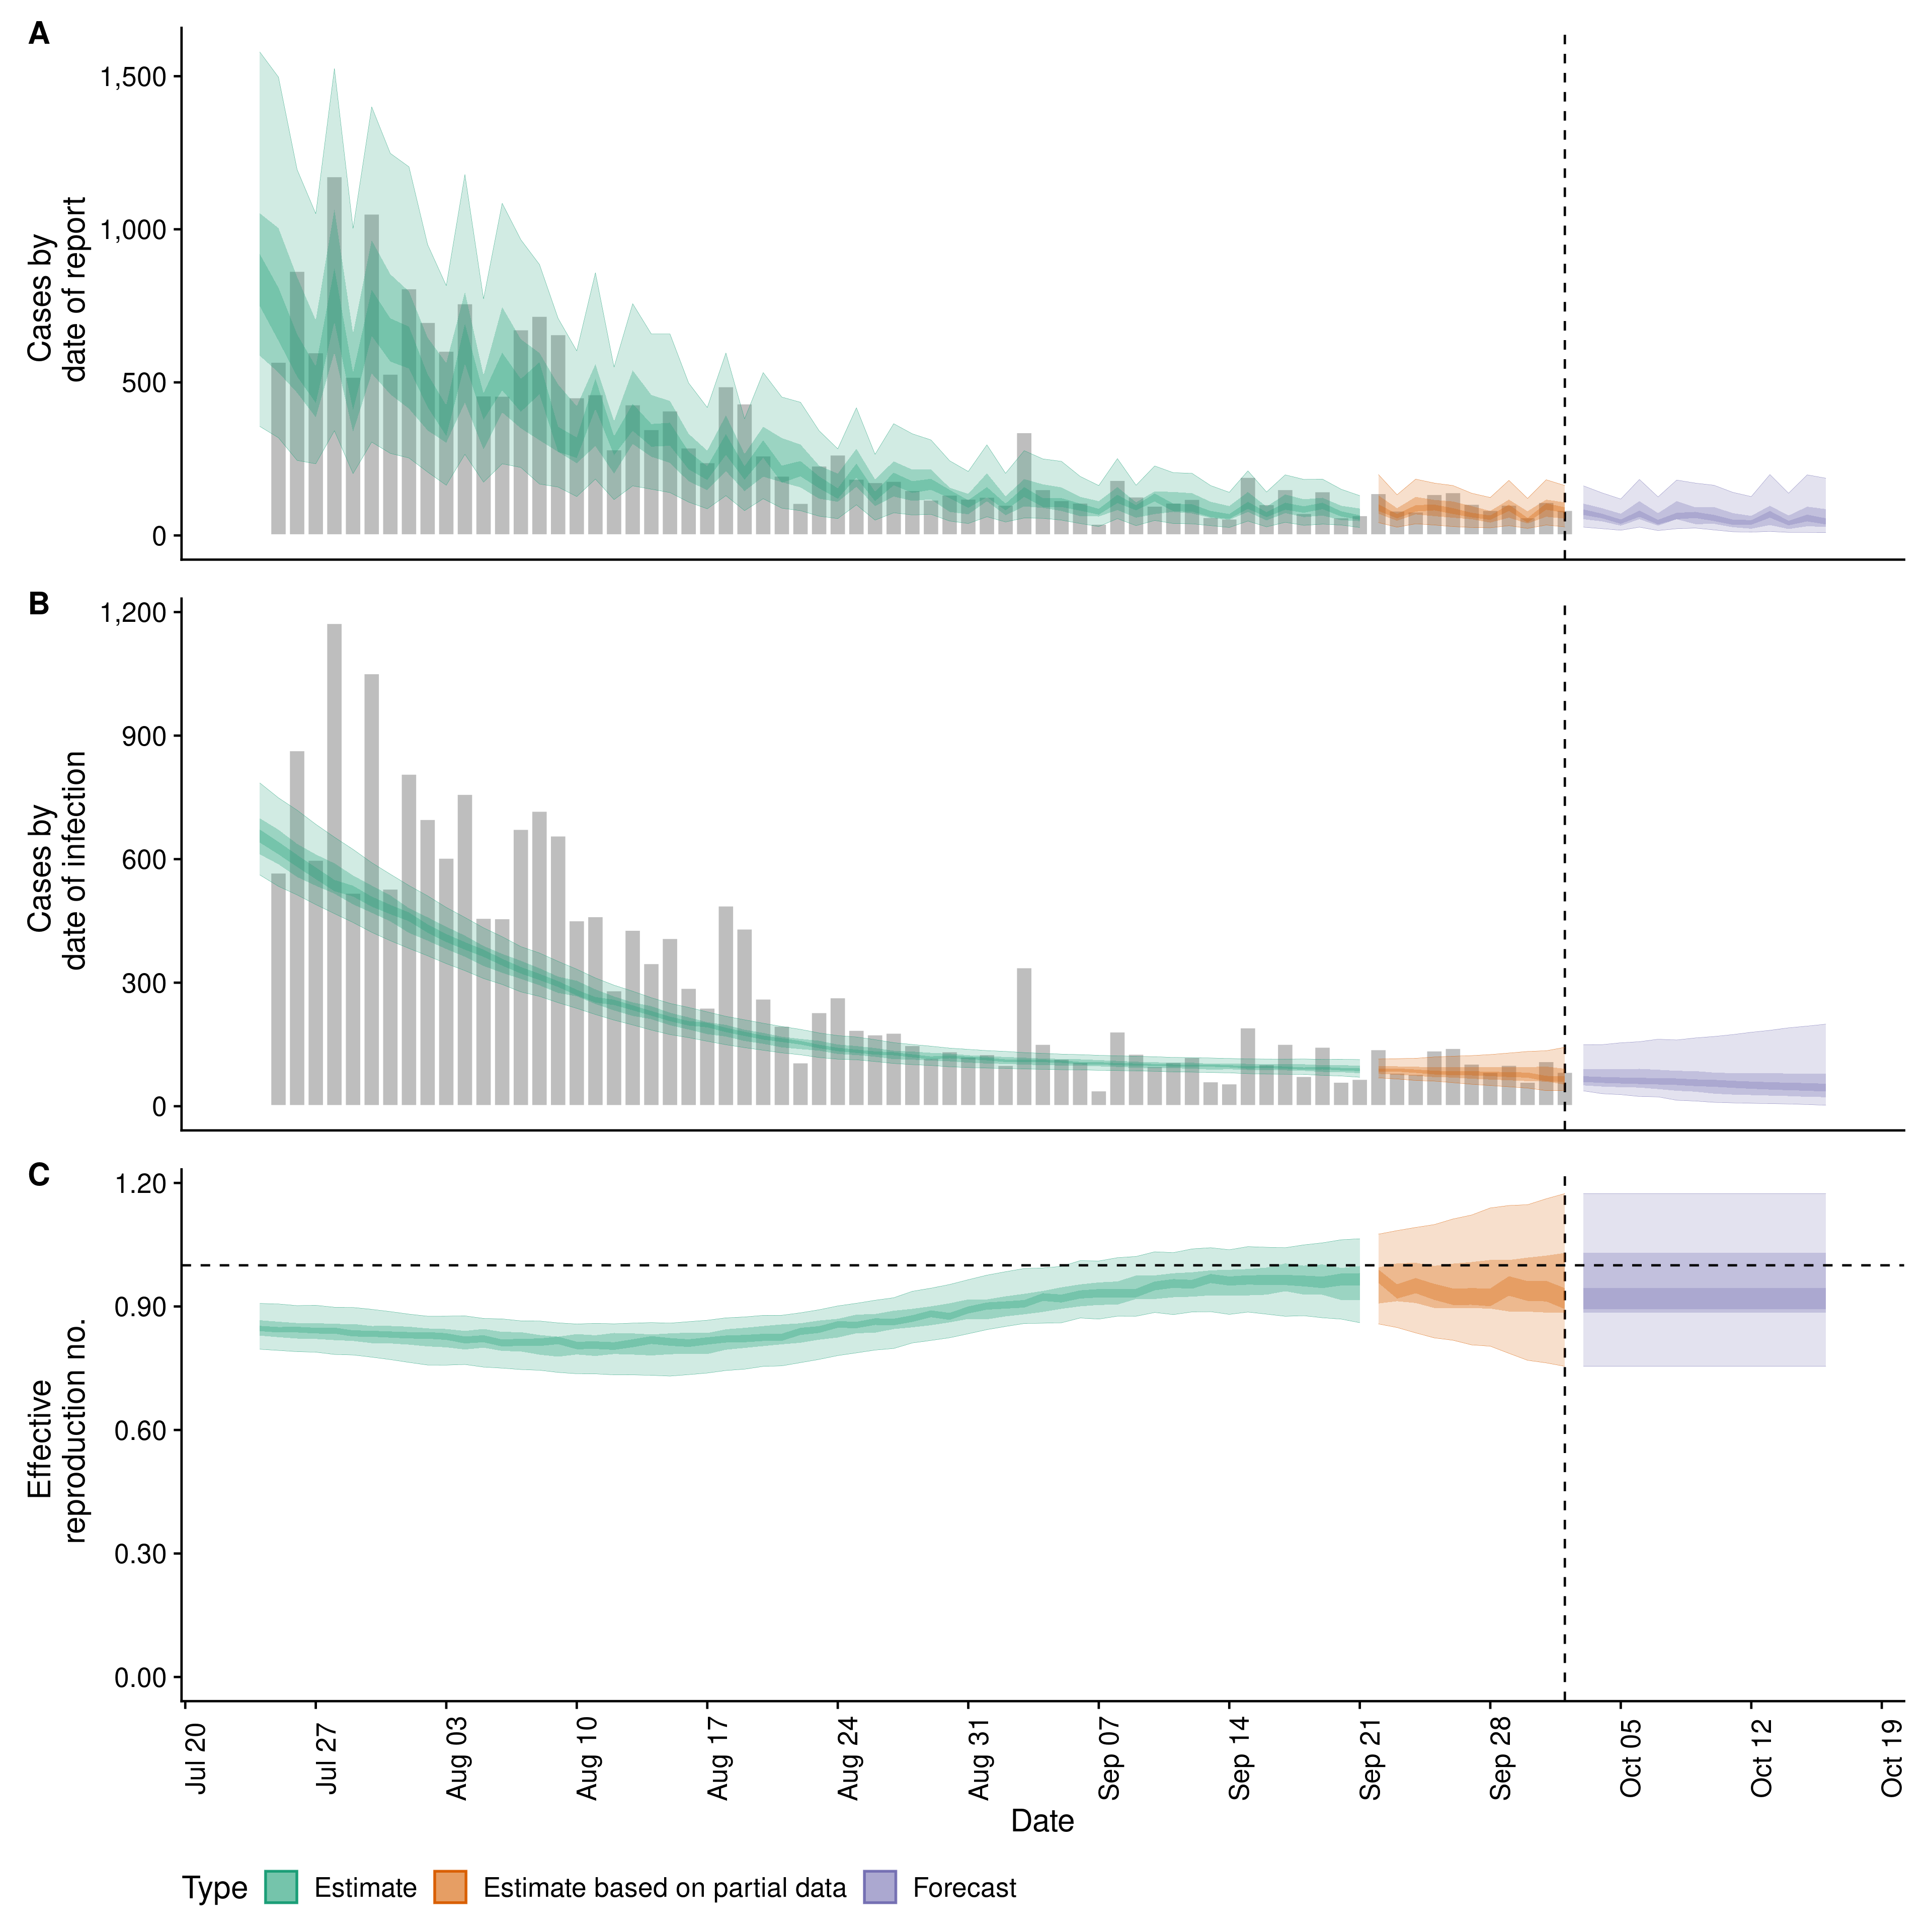 A
1,500
1,000
500
0
Cases by
date of report
B
1,200
900
600
300
0
Cases by
date of infection
C
1.20
0.90
0.60
0.30
0.00
Effective
reproduction no.
Jul 20
Jul 27
Aug 03
Aug 10
Aug 17
Aug 24
Aug 31
Sep 07
Sep 14
Sep 21
Sep 28
Oct 05
Oct 12
Oct 19
Date
Type Estimate Estimate based on partial data Forecast